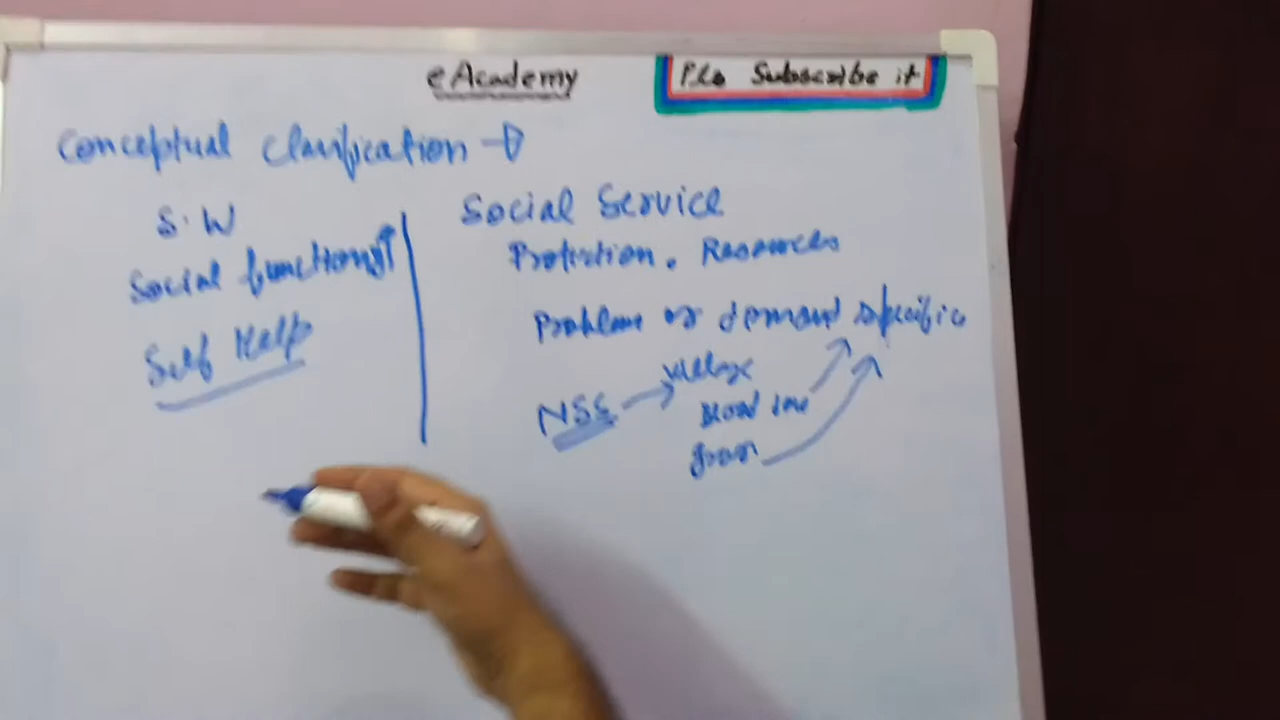 eAcademy
Pls Subscribe it
Conceptual Clarification →
S.W
Social functiong↑
Self Help
Social Service
Protection. Resources
Problem or demand specific
NSS → Village
Blood